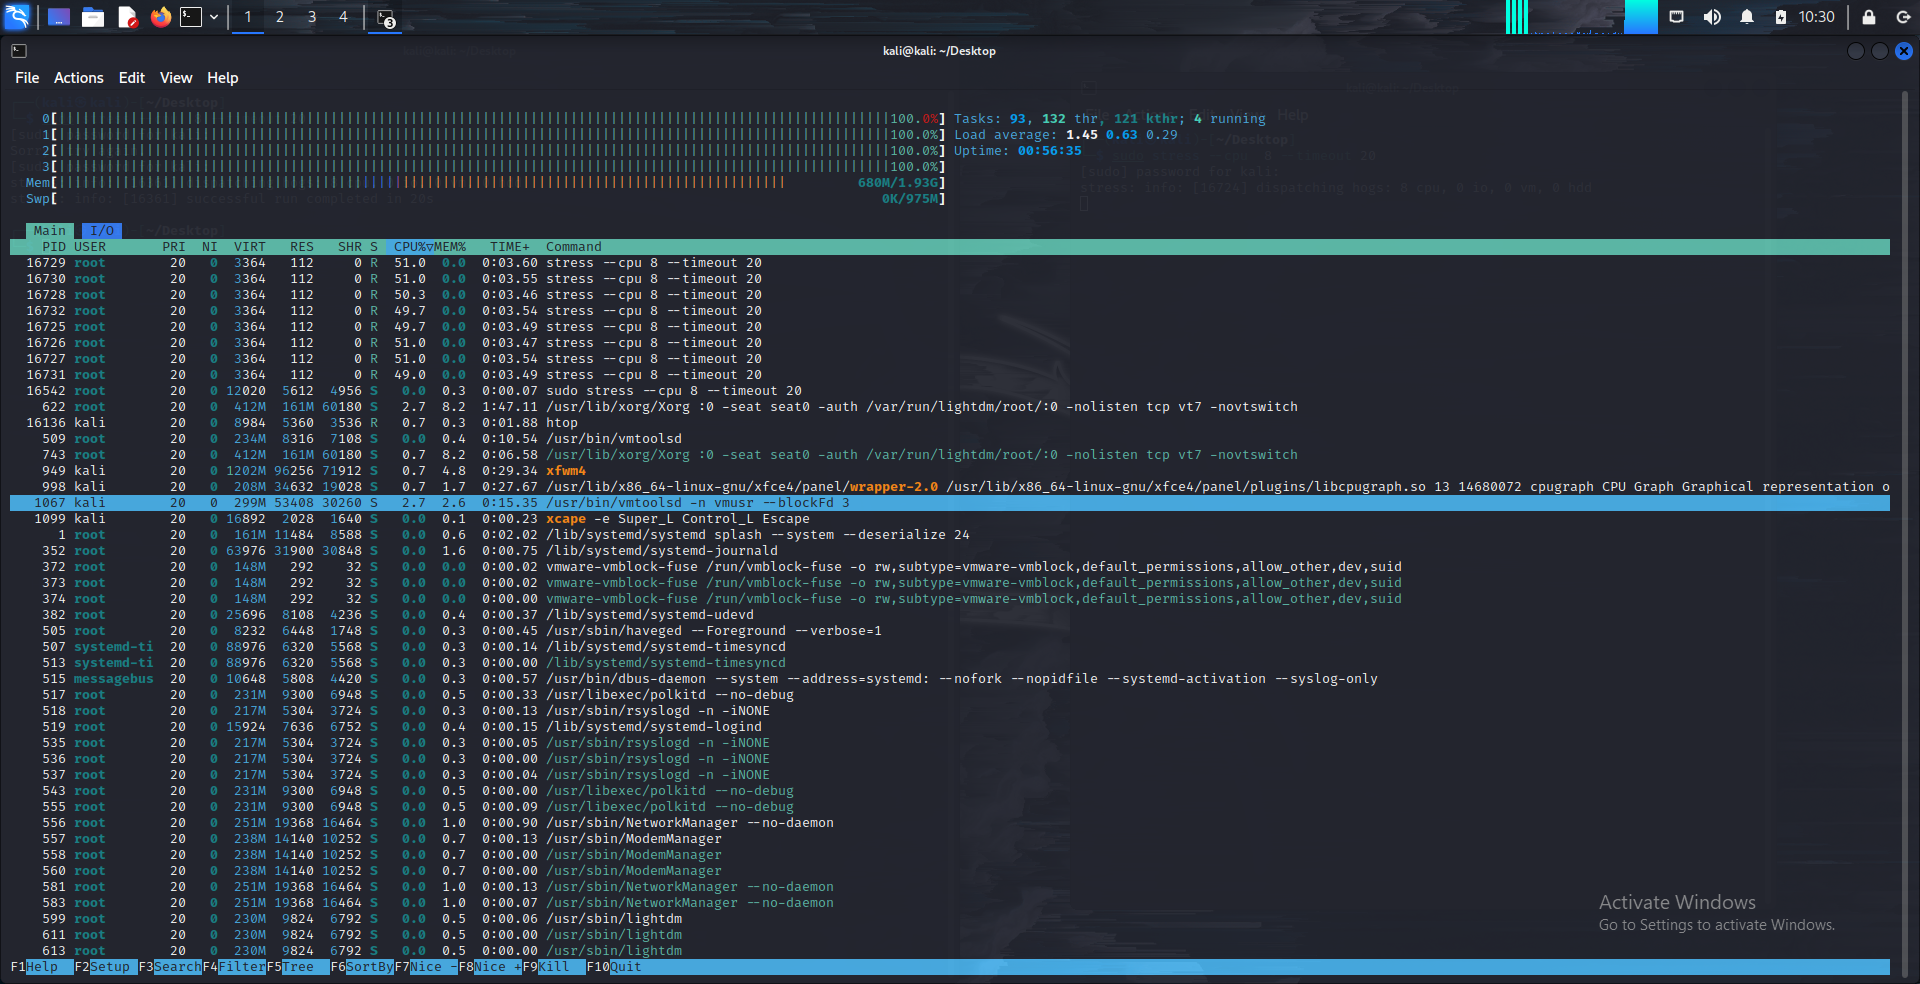 1 2 3 4 3 10:30
kali@kali: ~/Desktop
File Actions Edit View Help
0[ 100.0%] Tasks: 93, 132 thr, 121 kthr; 4 running
1[ 100.0%] Load average: 1.45 0.63 0.29
2[ 100.0%] Uptime: 00:56:35
3[ 100.0%]
Mem[ 680M/1.93G]
Swp[ 0K/975M]
~/Desktop
File Actions Edit View Help
~/Desktop
[sudo] password for kali:
stress: info: [16724] dispatching hogs: 8 cpu, 0 io, 0 vm, 0 hdd
stress: info: [16361] successful run completed in 20s
~/Desktop
Main I/O
PID USER PRI NI VIRT RES SHR S CPU%▽MEM% TIME+ Command
16729 root 20 0 3364 112 0 R 51.0 0.0 0:03.60 stress --cpu 8 --timeout 20
16730 root 20 0 3364 112 0 R 51.0 0.0 0:03.55 stress --cpu 8 --timeout 20
16728 root 20 0 3364 112 0 R 50.3 0.0 0:03.46 stress --cpu 8 --timeout 20
16732 root 20 0 3364 112 0 R 49.7 0.0 0:03.54 stress --cpu 8 --timeout 20
16725 root 20 0 3364 112 0 R 49.7 0.0 0:03.49 stress --cpu 8 --timeout 20
16726 root 20 0 3364 112 0 R 51.0 0.0 0:03.47 stress --cpu 8 --timeout 20
16727 root 20 0 3364 112 0 R 51.0 0.0 0:03.54 stress --cpu 8 --timeout 20
16731 root 20 0 3364 112 0 R 49.0 0.0 0:03.49 stress --cpu 8 --timeout 20
16542 root 20 0 12020 5612 4956 S 0.0 0.3 0:00.07 sudo stress --cpu 8 --timeout 20
622 root 20 0 412M 161M 60180 S 2.7 8.2 1:47.11 /usr/lib/xorg/Xorg :0 -seat seat0 -auth /var/run/lightdm/root/:0 -nolisten tcp vt7 -novtswitch
16136 kali 20 0 8984 5360 3536 R 0.7 0.3 0:01.88 htop
509 root 20 0 234M 8316 7108 S 0.0 0.4 0:10.54 /usr/bin/vmtoolsd
743 root 20 0 412M 161M 60180 S 0.7 8.2 0:06.58 /usr/lib/xorg/Xorg :0 -seat seat0 -auth /var/run/lightdm/root/:0 -nolisten tcp vt7 -novtswitch
949 kali 20 0 1202M 96256 71912 S 0.7 4.8 0:29.34 xfwm4
998 kali 20 0 208M 34632 19028 S 0.7 1.7 0:27.67 /usr/lib/x86_64-linux-gnu/xfce4/panel/wrapper-2.0 /usr/lib/x86_64-linux-gnu/xfce4/panel/plugins/libcpugraph.so 13 14680072 cpugraph CPU Graph Graphical representation o
1067 kali 20 0 299M 53408 30260 S 2.7 2.6 0:15.35 /usr/bin/vmtoolsd -n vmusr --blockFd 3
1099 kali 20 0 16892 2028 1640 S 0.0 0.1 0:00.23 xcape -e Super_L Control_L Escape
1 root 20 0 161M 11484 8588 S 0.0 0.6 0:02.02 /lib/systemd/systemd splash --system --deserialize 24
352 root 20 0 63976 31900 30848 S 0.0 1.6 0:00.75 /lib/systemd/systemd-journald
372 root 20 0 148M 292 32 S 0.0 0.0 0:00.02 vmware-vmblock-fuse /run/vmblock-fuse -o rw,subtype=vmware-vmblock,default_permissions,allow_other,dev,suid
373 root 20 0 148M 292 32 S 0.0 0.0 0:00.02 vmware-vmblock-fuse /run/vmblock-fuse -o rw,subtype=vmware-vmblock,default_permissions,allow_other,dev,suid
374 root 20 0 148M 292 32 S 0.0 0.0 0:00.00 vmware-vmblock-fuse /run/vmblock-fuse -o rw,subtype=vmware-vmblock,default_permissions,allow_other,dev,suid
382 root 20 0 25696 8108 4236 S 0.0 0.4 0:00.37 /lib/systemd/systemd-udevd
505 root 20 0 8232 6448 1748 S 0.0 0.3 0:00.45 /usr/sbin/haveged --Foreground --verbose=1
507 systemd-ti 20 0 88976 6320 5568 S 0.0 0.3 0:00.14 /lib/systemd/systemd-timesyncd
513 systemd-ti 20 0 88976 6320 5568 S 0.0 0.3 0:00.00 /lib/systemd/systemd-timesyncd
515 messagebus 20 0 10648 5808 4420 S 0.0 0.3 0:00.57 /usr/bin/dbus-daemon --system --address=systemd: --nofork --nopidfile --systemd-activation --syslog-only
517 root 20 0 231M 9300 6948 S 0.0 0.5 0:00.33 /usr/libexec/polkitd --no-debug
518 root 20 0 217M 5304 3724 S 0.0 0.3 0:00.13 /usr/sbin/rsyslogd -n -iNONE
519 root 20 0 15924 7636 6752 S 0.0 0.4 0:00.15 /lib/systemd/systemd-logind
535 root 20 0 217M 5304 3724 S 0.0 0.3 0:00.05 /usr/sbin/rsyslogd -n -iNONE
536 root 20 0 217M 5304 3724 S 0.0 0.3 0:00.00 /usr/sbin/rsyslogd -n -iNONE
537 root 20 0 217M 5304 3724 S 0.0 0.3 0:00.04 /usr/sbin/rsyslogd -n -iNONE
543 root 20 0 231M 9300 6948 S 0.0 0.5 0:00.00 /usr/libexec/polkitd --no-debug
555 root 20 0 231M 9300 6948 S 0.0 0.5 0:00.09 /usr/libexec/polkitd --no-debug
556 root 20 0 251M 19368 16464 S 0.0 1.0 0:00.90 /usr/sbin/NetworkManager --no-daemon
557 root 20 0 238M 14140 10252 S 0.0 0.7 0:00.13 /usr/sbin/ModemManager
558 root 20 0 238M 14140 10252 S 0.0 0.7 0:00.00 /usr/sbin/ModemManager
560 root 20 0 238M 14140 10252 S 0.0 0.7 0:00.00 /usr/sbin/ModemManager
581 root 20 0 251M 19368 16464 S 0.0 1.0 0:00.13 /usr/sbin/NetworkManager --no-daemon
583 root 20 0 251M 19368 16464 S 0.0 1.0 0:00.07 /usr/sbin/NetworkManager --no-daemon
599 root 20 0 230M 9824 6792 S 0.0 0.5 0:00.06 /usr/sbin/lightdm
611 root 20 0 230M 9824 6792 S 0.0 0.5 0:00.00 /usr/sbin/lightdm
613 root 20 0 230M 9824 6792 S 0.0 0.5 0:00.00 /usr/sbin/lightdm
Activate Windows
Go to Settings to activate Windows.
F1Help F2Setup F3SearchF4FilterF5Tree F6SortByF7Nice -F8Nice +F9Kill F10Quit